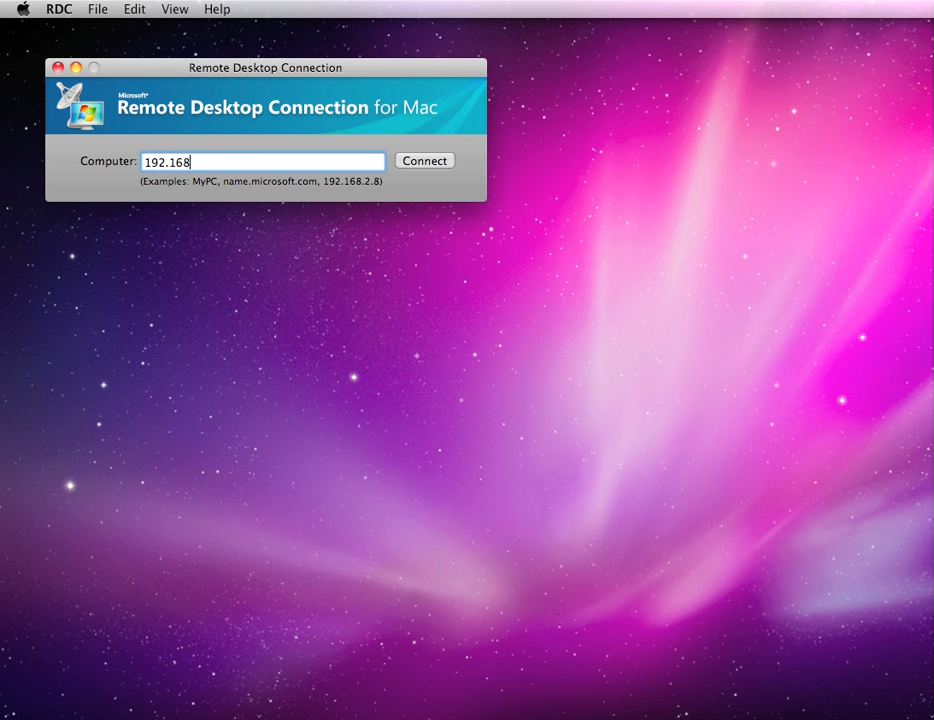 RDC File Edit View Help
Remote Desktop Connection
Microsoft®
Remote Desktop Connection for Mac
Computer: 192.168 Connect
(Examples: MyPC, name.microsoft.com, 192.168.2.8)